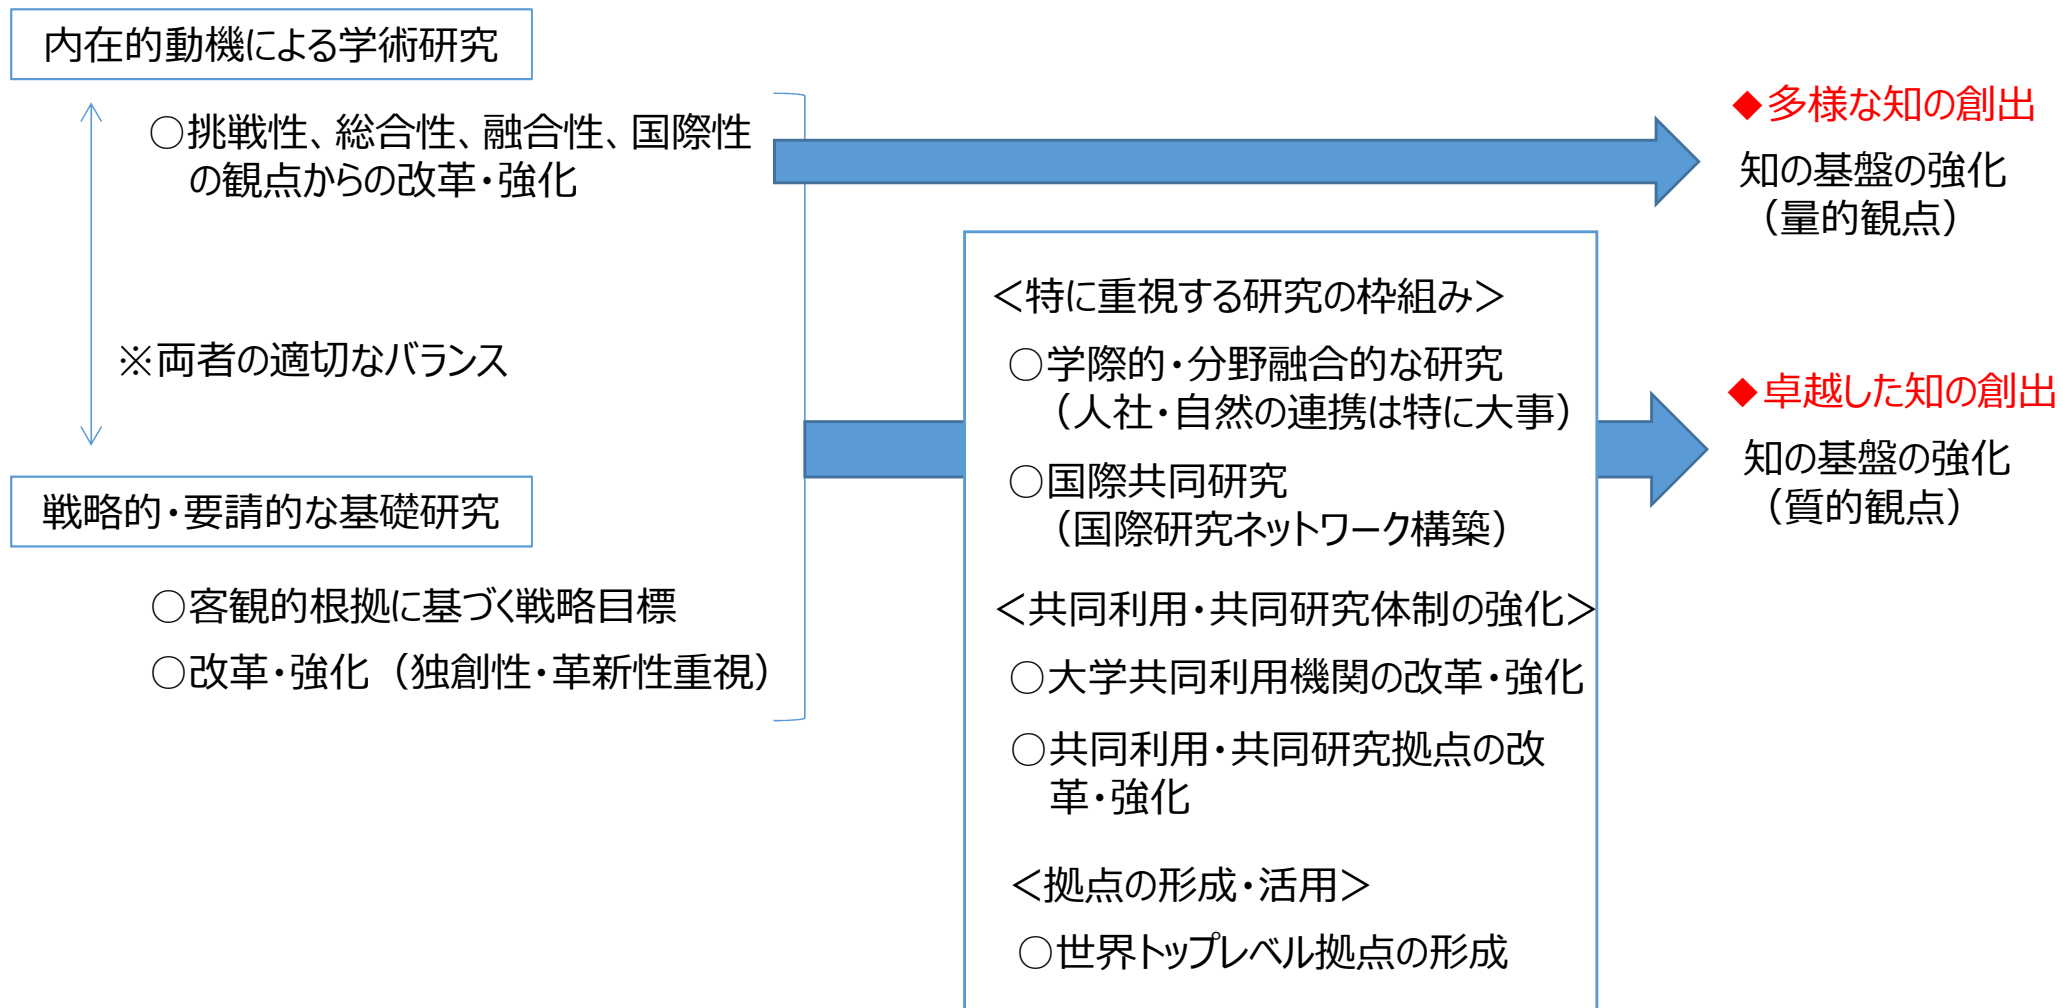 内在的動機による学術研究
○挑戦性、総合性、融合性、国際性
の観点からの改革・強化
※両者の適切なバランス
戦略的・要請的な基礎研究
○客観的根拠に基づく戦略目標
○改革・強化（独創性・革新性重視）
＜特に重視する研究の枠組み＞
○学際的・分野融合的な研究
（人社・自然の連携は特に大事）
○国際共同研究
（国際研究ネットワーク構築）
＜共同利用・共同研究体制の強化＞
○大学共同利用機関の改革・強化
○共同利用・共同研究拠点の改
革・強化
＜拠点の形成・活用＞
○世界トップレベル拠点の形成
◆多様な知の創出
知の基盤の強化
（量的観点）
◆卓越した知の創出
知の基盤の強化
（質的観点）